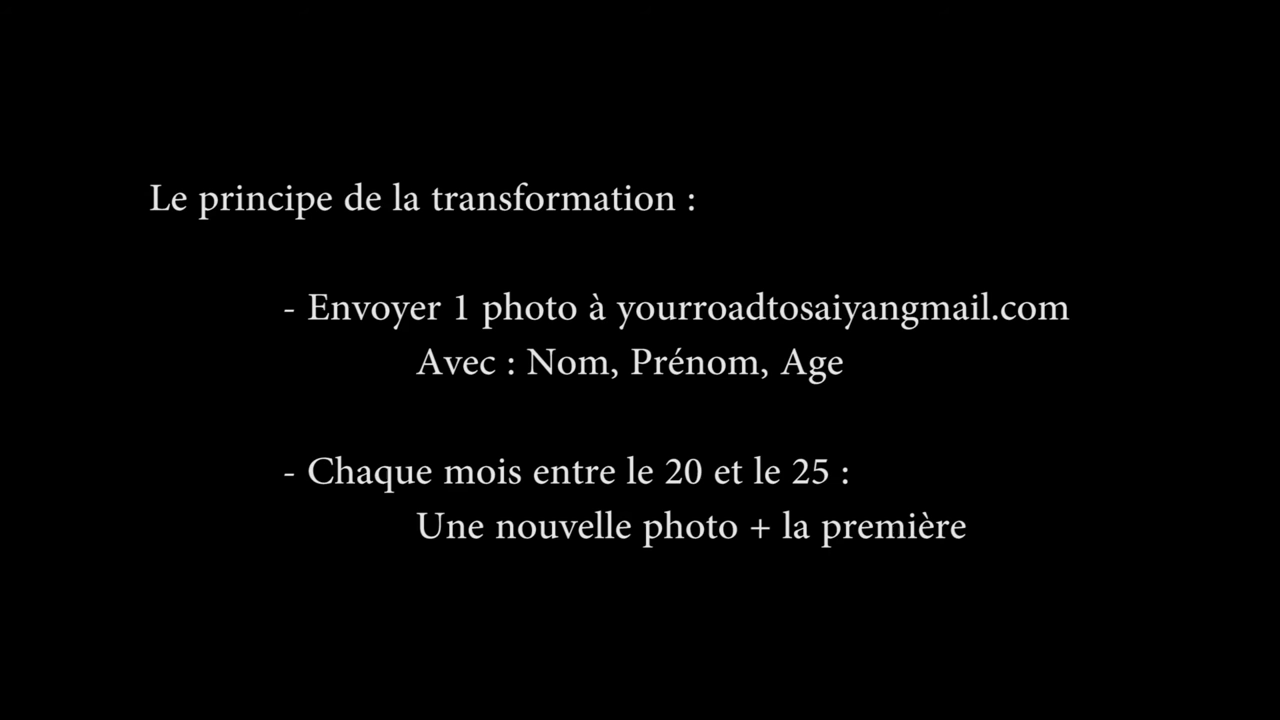 Le principe de la transformation :
- Envoyer 1 photo à yourroadtosaiyangmail.com
Avec : Nom, Prénom, Age
- Chaque mois entre le 20 et le 25 :
Une nouvelle photo + la première